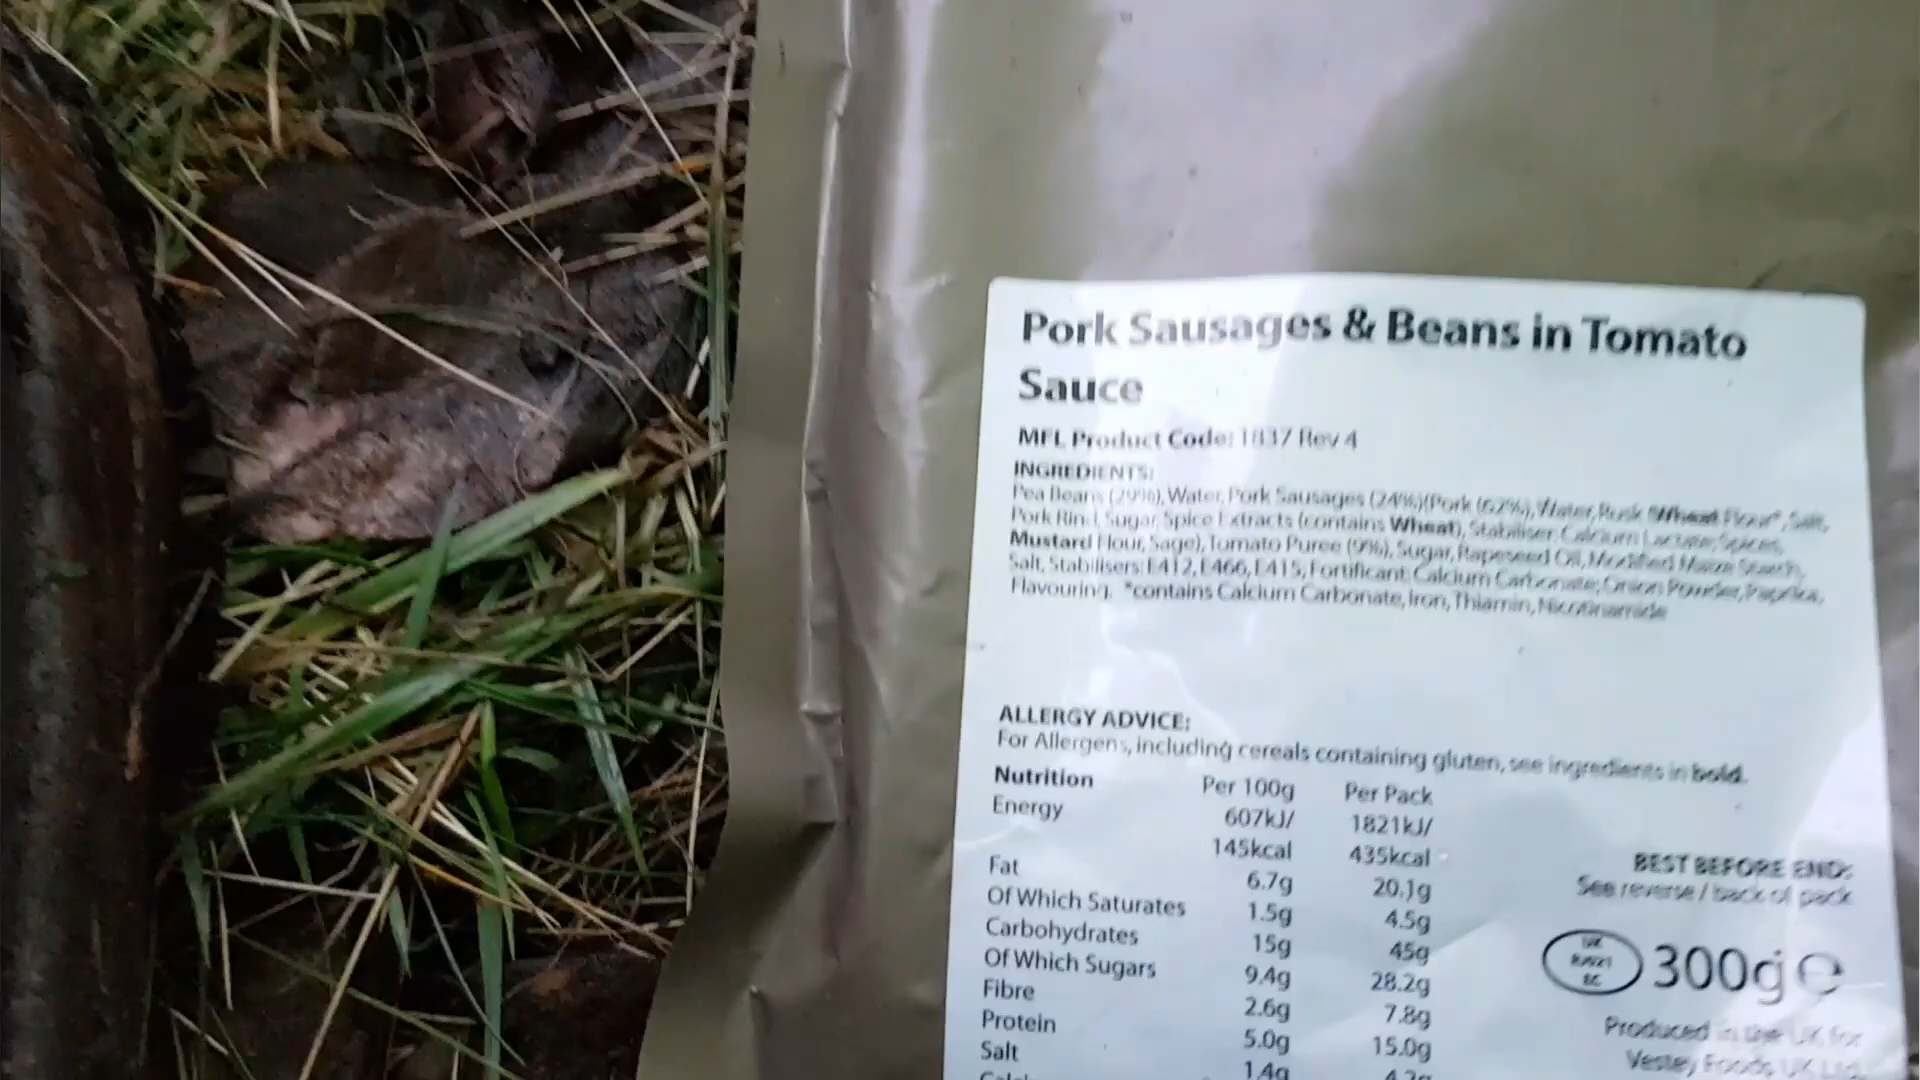 Pork Sausages & Beans in Tomato
Sauce
MFL Product Code: 1837 Rev 4
INGREDIENTS:
Pea Beans (29%), Water, Pork Sausages (24%)(Pork (62%), Water, Rusk *Wheat Flour*, Salt,
Pork Rind, Sugar, Spice Extracts (contains Wheat), Stabiliser: Calcium Lactate, Spices,
Mustard Flour, Sage), Tomato Puree (9%), Sugar, Rapeseed Oil, Modified Maize Starch,
Salt, Stabilisers: E412, E466, E415; Fortificant: Calcium Carbonate; Onion Powder, Paprika,
Flavouring. *contains Calcium Carbonate, Iron, Thiamin, Nicotinamide
ALLERGY ADVICE:
For Allergens, including cereals containing gluten, see ingredients in bold.
Nutrition Per 100g Per Pack
Energy 607kJ/ 1821kJ/
145kcal 435kcal
Fat 6.7g 20.1g
Of Which Saturates 1.5g 4.5g
Carbohydrates 15g 45g
Of Which Sugars 9.4g 28.2g
Fibre 2.6g 7.8g
Protein 5.0g 15.0g
Salt 1.4g 4.2g
BEST BEFORE END:
See reverse / back of pack
UK
EC
300g e
Produced in the UK for
Vestey Foods UK Ltd